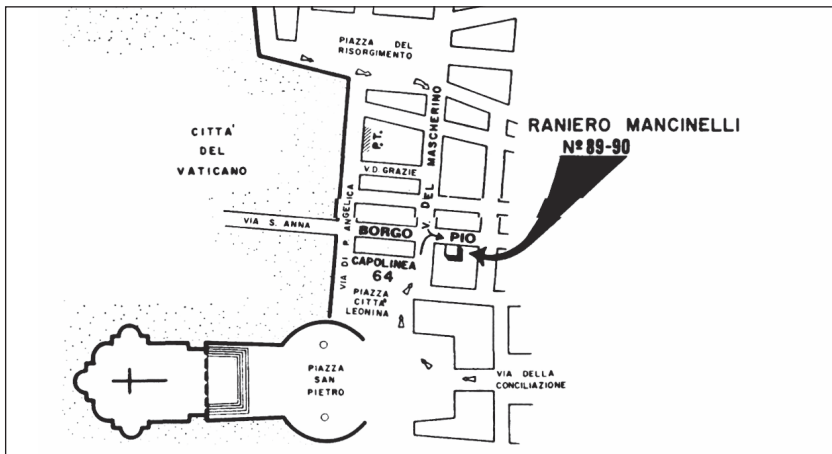 PIAZZA DEL
RISORGIMENTO
RANIERO MANCINELLI
Nº 89-90
CITTA'
DEL
VATICANO
P.T.
V. DEL MASCHERINO
V.D. GRAZIE
VIA DI P. ANGELICA
VIA S. ANNA
BORGO
PIO
CAPOLINEA
64
PIAZZA
CITTÀ
LEONINA
PIAZZA
SAN
PIETRO
VIA DELLA
CONCILIAZIONE